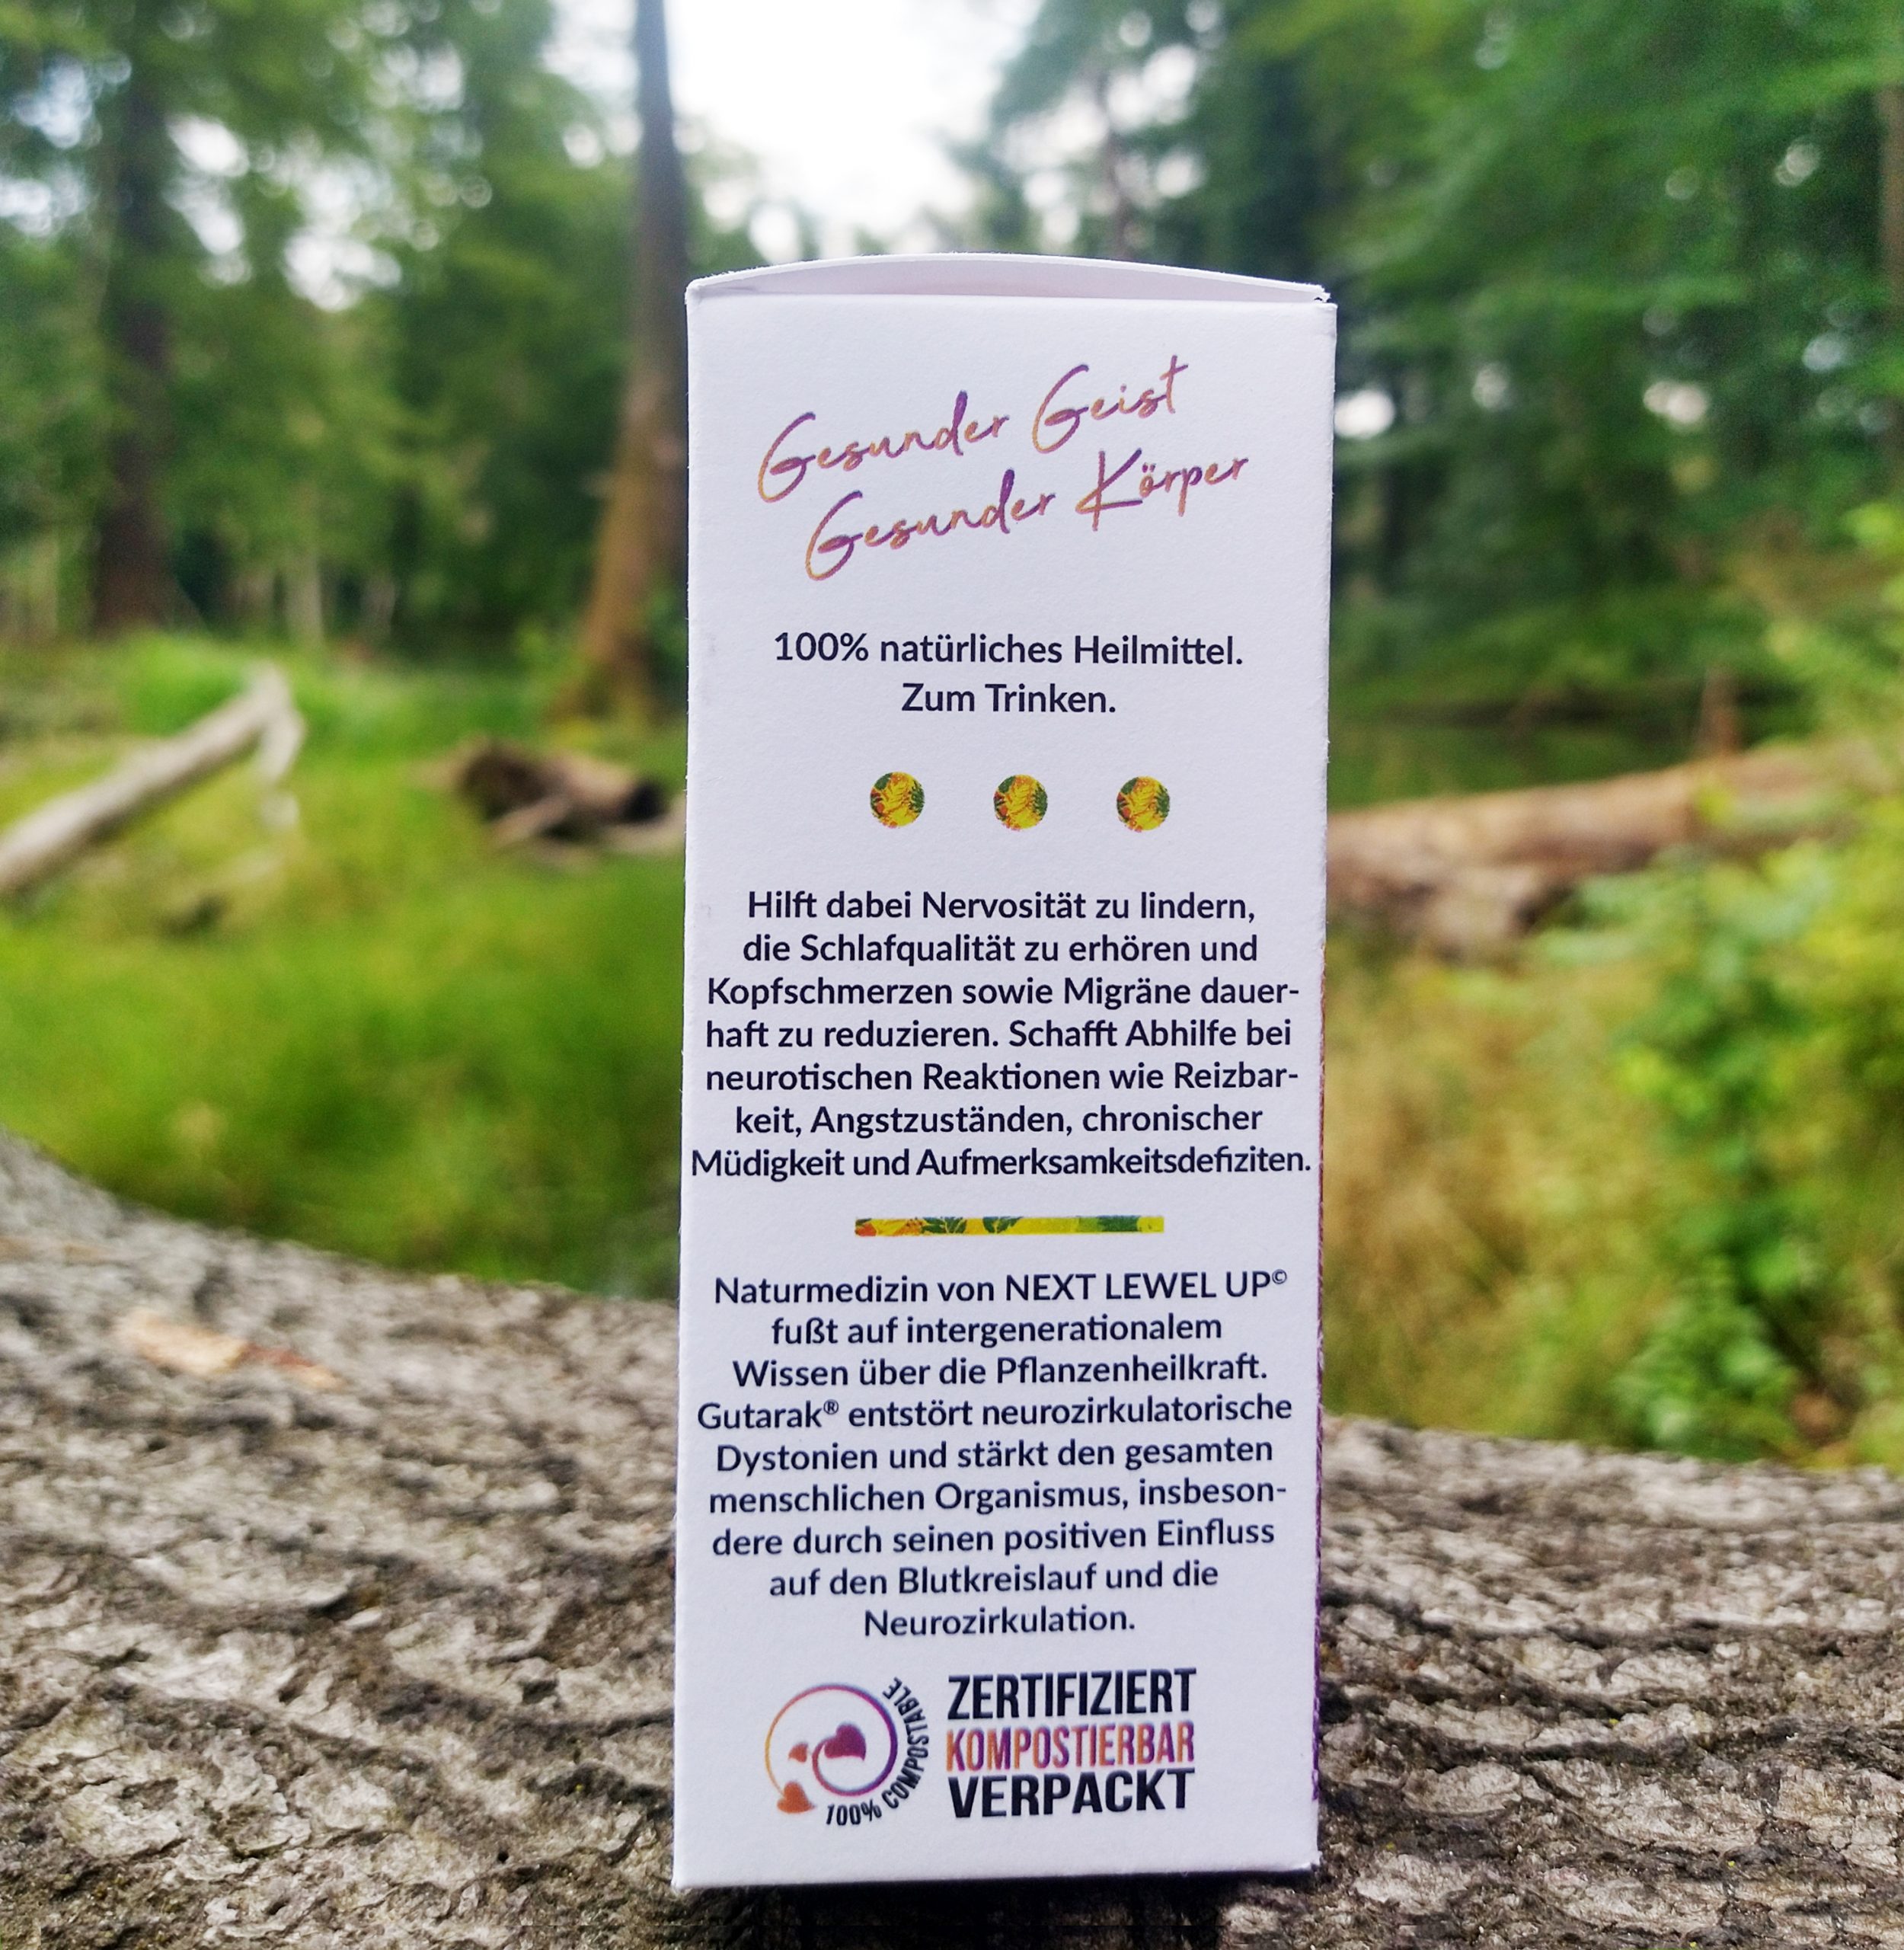 Gesunder Geist
Gesunder Körper
100% natürliches Heilmittel.
Zum Trinken.
Hilft dabei Nervosität zu lindern,
die Schlafqualität zu erhören und
Kopfschmerzen sowie Migräne dauer-
haft zu reduzieren. Schafft Abhilfe bei
neurotischen Reaktionen wie Reizbar-
keit, Angstzuständen, chronischer
Müdigkeit und Aufmerksamkeitsdefiziten.
Naturmedizin von NEXT LEWEL UP©
fußt auf intergenerationalem
Wissen über die Pflanzenheilkraft.
Gutarak® entstört neurozirkulatorische
Dystonien und stärkt den gesamten
menschlichen Organismus, insbeson-
dere durch seinen positiven Einfluss
auf den Blutkreislauf und die
Neurozirkulation.
100% COMPOSTABLE
ZERTIFIZIERT
KOMPOSTIERBAR
VERPACKT